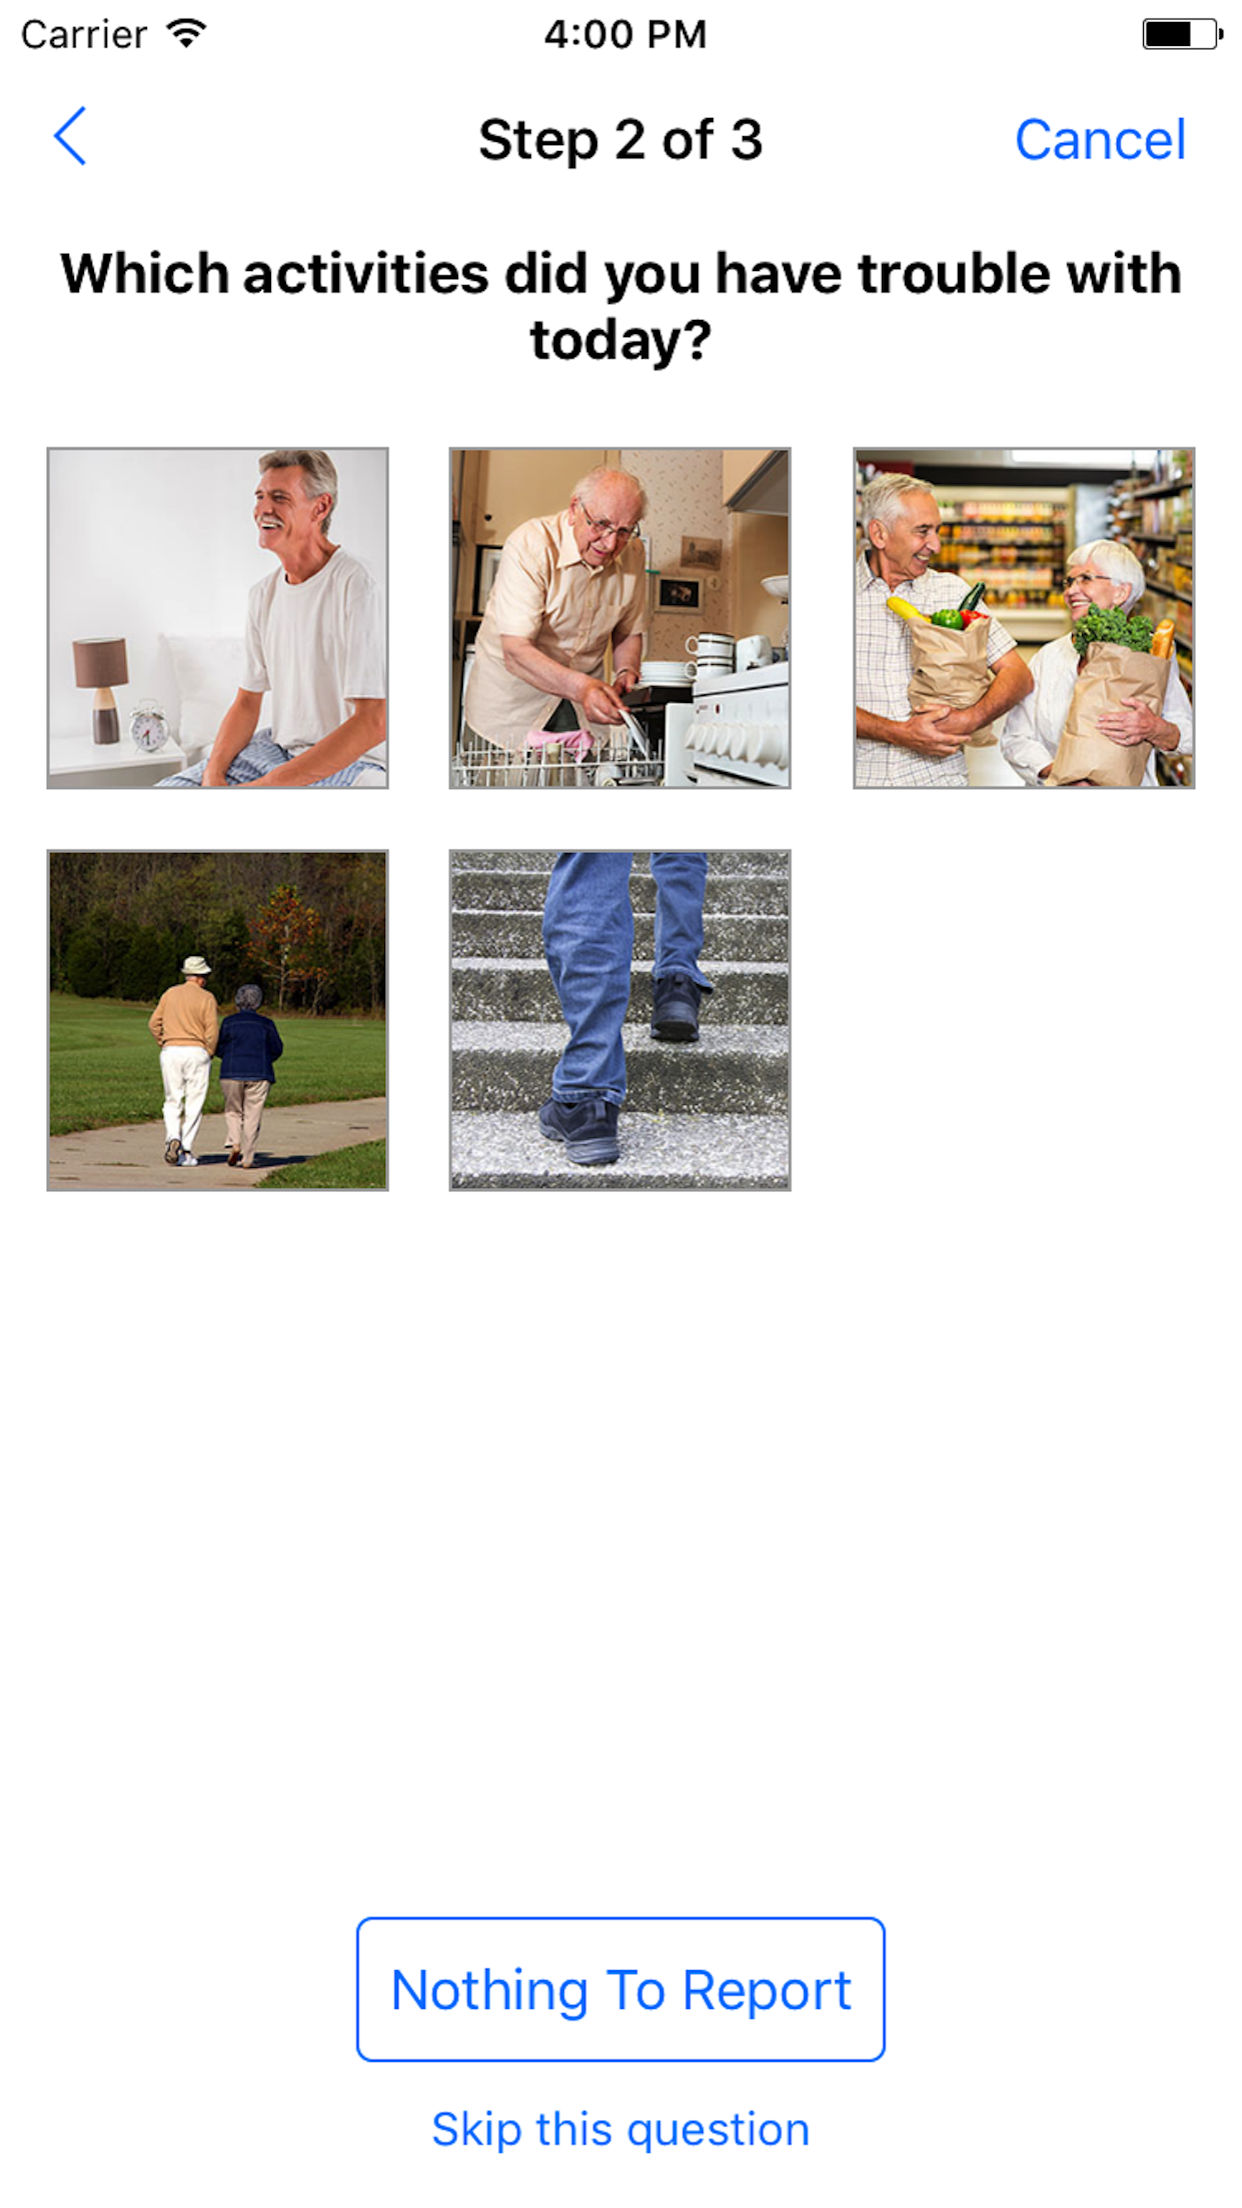 Carrier 4:00 PM
Step 2 of 3 Cancel
Which activities did you have trouble with
today?
Nothing To Report
Skip this question